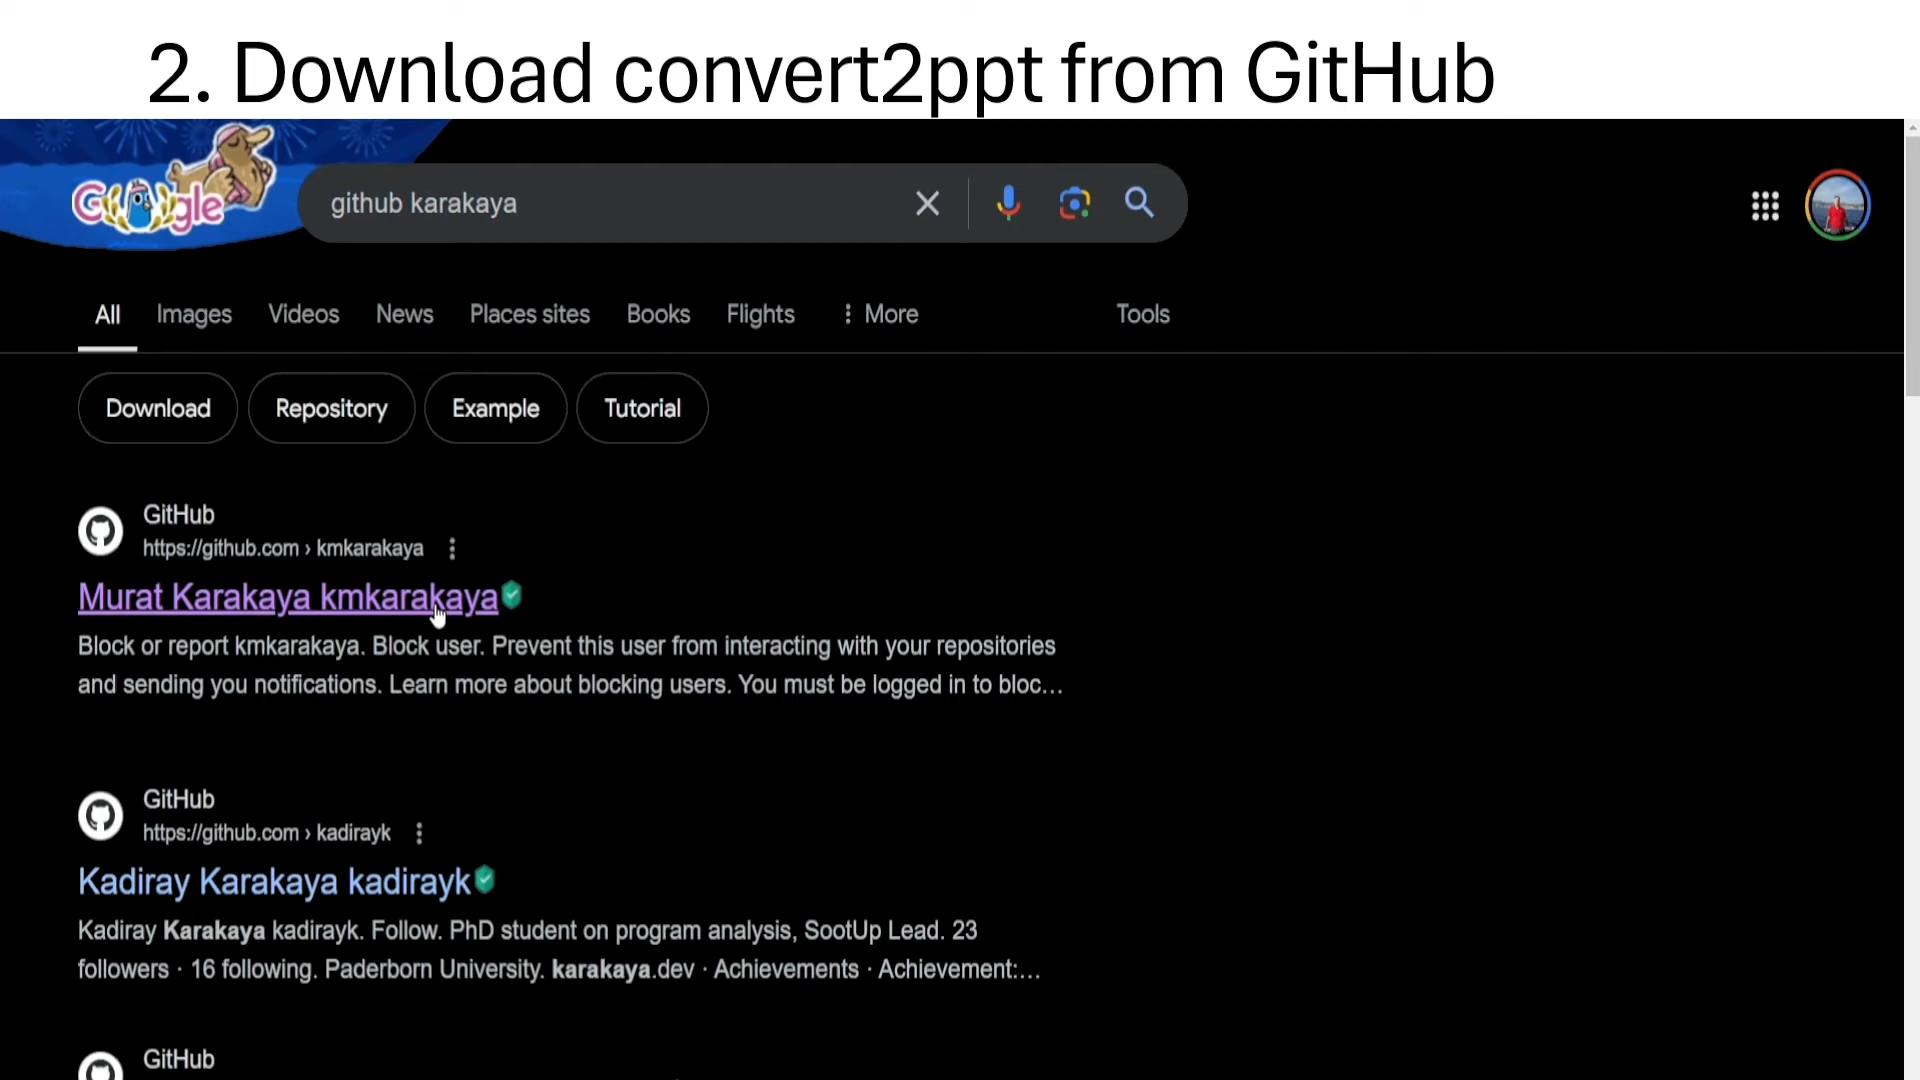 2. Download convert2ppt from GitHub
Google
github karakaya
All Images Videos News Places sites Books Flights More Tools
Download Repository Example Tutorial
GitHub
https://github.com › kmkarakaya
Murat Karakaya kmkarakaya
Block or report kmkarakaya. Block user. Prevent this user from interacting with your repositories
and sending you notifications. Learn more about blocking users. You must be logged in to bloc...
GitHub
https://github.com › kadirayk
Kadiray Karakaya kadirayk
Kadiray Karakaya kadirayk. Follow. PhD student on program analysis, SootUp Lead. 23
followers · 16 following. Paderborn University. karakaya.dev · Achievements · Achievement:...
GitHub